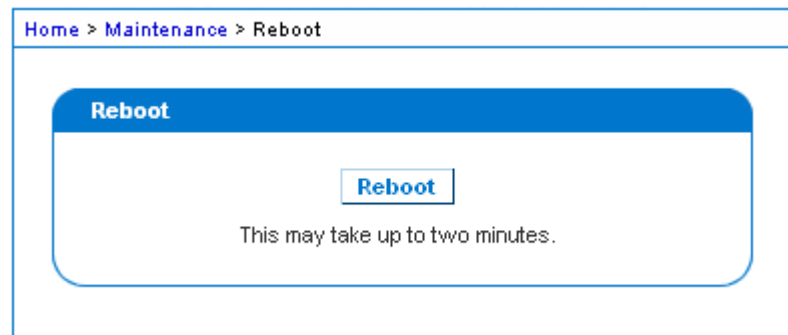 Home > Maintenance > Reboot
Reboot
Reboot
This may take up to two minutes.